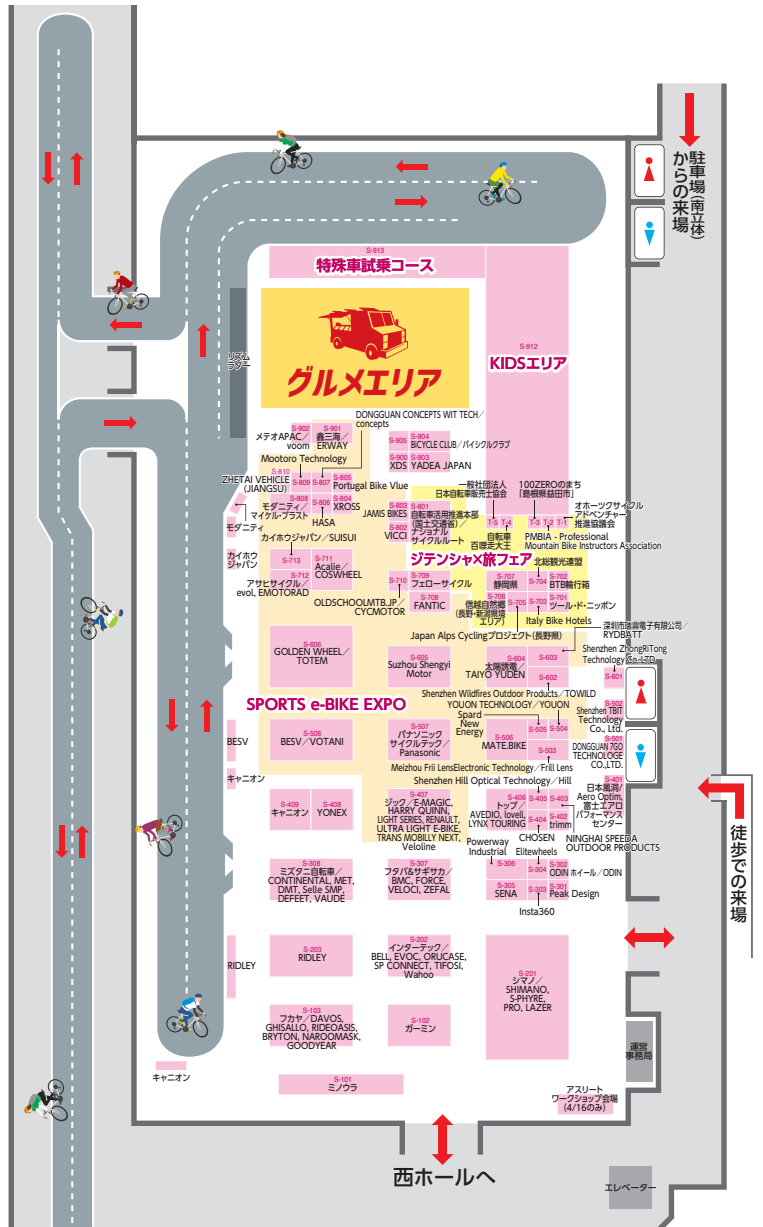 駐車場(南立体)
からの来場
S-913
特殊車試乗コース
S-912
KIDSエリア
グルメエリア
リズム
ラダー
DONGGUAN CONCEPTS WIT TECH/
concepts
S-902
メテオAPAC/
voom
S-901
鑫三海/
ERWAY
S-905
S-904
BICYCLE CLUB/バイシクルクラブ
S-900
XDS
S-903
YADEA JAPAN
Mootoro Technology
S-810
ZHETAI VEHICLE
(JIANGSU)
S-809
S-807
S-805
Portugal Bike Vlue
S-808
モダニティ/
マイケル・ブラスト
S-806
HASA
S-804
XROSS
モダニティ
カイホウ
ジャパン
カイホウジャパン/SUISUI
S-803
JAMIS BIKES
S-802
VICCI
S-801
自転車活用推進本部
(国土交通省)/
ナショナル
サイクルルート
一般社団法人
日本自転車販売士協会
100ZEROのまち
「島根県益田市」
オホーツクサイクル
アドベンチャー
推進協議会
T-5
T-4
T-3
T-2
T-1
自転車
百哩走大王
PMBIA - Professional
Mountain Bike Instructors Association
ジテンシャ×旅フェア
北総観光連盟
S-713
S-711
Acalie/
COSWHEEL
S-712
アサヒサイクル/
evol, EMOTORAD
S-710
OLDSCHOOLMTB.JP/
CYCMOTOR
S-709
フェローサイクル
S-708
FANTIC
S-707
静岡県
S-704
S-702
BTB輪行箱
S-706
信越自然郷
(長野・新潟県境
エリア)
S-705
S-703
S-701
ツール・ド・ニッポン
Italy Bike Hotels
Japan Alps Cyclingプロジェクト(長野県)
深圳市瑞鼎電子有限公司/
RYDBATT
S-606
GOLDEN WHEEL/
TOTEM
S-605
Suzhou Shengyi
Motor
S-604
太陽誘電/
TAIYO YUDEN
S-603
S-602
Shenzhen ZhongRiTong
Technology Co-LTD
S-601
Shenzhen Wildfires Outdoor Products/TOWILD
YOUON TECHNOLOGY/YOUON
SPORTS e-BIKE EXPO
Spard
New
Energy
S-502
Shenzhen TBIT
Technology
Co., Ltd.
BESV
S-508
BESV/VOTANI
S-507
パナソニック
サイクルテック/
Panasonic
S-506
MATE.BIKE
S-505
S-504
S-503
S-501
DONGGUAN 7GO
TECHNOLOGE
CO.,LTD.
Meizhou Frii LensElectronic Technology/Frill Lens
キャニオン
Shenzhen Hill Optical Technology/Hill
S-409
キャニオン
S-408
YONEX
S-407
ジック/E-MAGIC,
HARRY QUINN,
LIGHT SERIES, RENAULT,
ULTRA LIGHT E-BIKE,
TRANS MOBILLY NEXT,
Veloline
S-406
トップ/
AVEDIO, lovell,
LYNX TOURING
S-405
S-403
S-404
CHOSEN
S-402
trimm
S-401
日本風洞/
Aero Optim,
富士エアロ
パフォーマンス
センター
NINGHAI SPEEDA
OUTDOOR PRODUCTS
徒歩での来場
Powerway
Industrial
Elitewheels
S-308
ミズタニ自転車/
CONTINENTAL, MET,
DMT, Selle SMP,
DEFEET, VAUDE
S-307
フタバ&サギサカ/
BMC, FORCE,
VELOCI, ZEFAL
S-306
S-304
S-302
ODIN ホイール/ODIN
S-305
SENA
S-303
S-301
Peak Design
Insta360
RIDLEY
S-203
RIDLEY
S-202
インターテック/
BELL, EVOC, ORUCASE,
SP CONNECT, TIFOSI,
Wahoo
S-201
シマノ/
SHIMANO,
S-PHYRE,
PRO, LAZER
S-103
フカヤ/DAVOS,
GHISALLO, RIDEOASIS,
BRYTON, NAROOMASK,
GOODYEAR
S-102
ガーミン
運営
事務局
キャニオン
S-101
ミノウラ
アスリート
ワークショップ会場
(4/16のみ)
西ホールへ
エレベーター